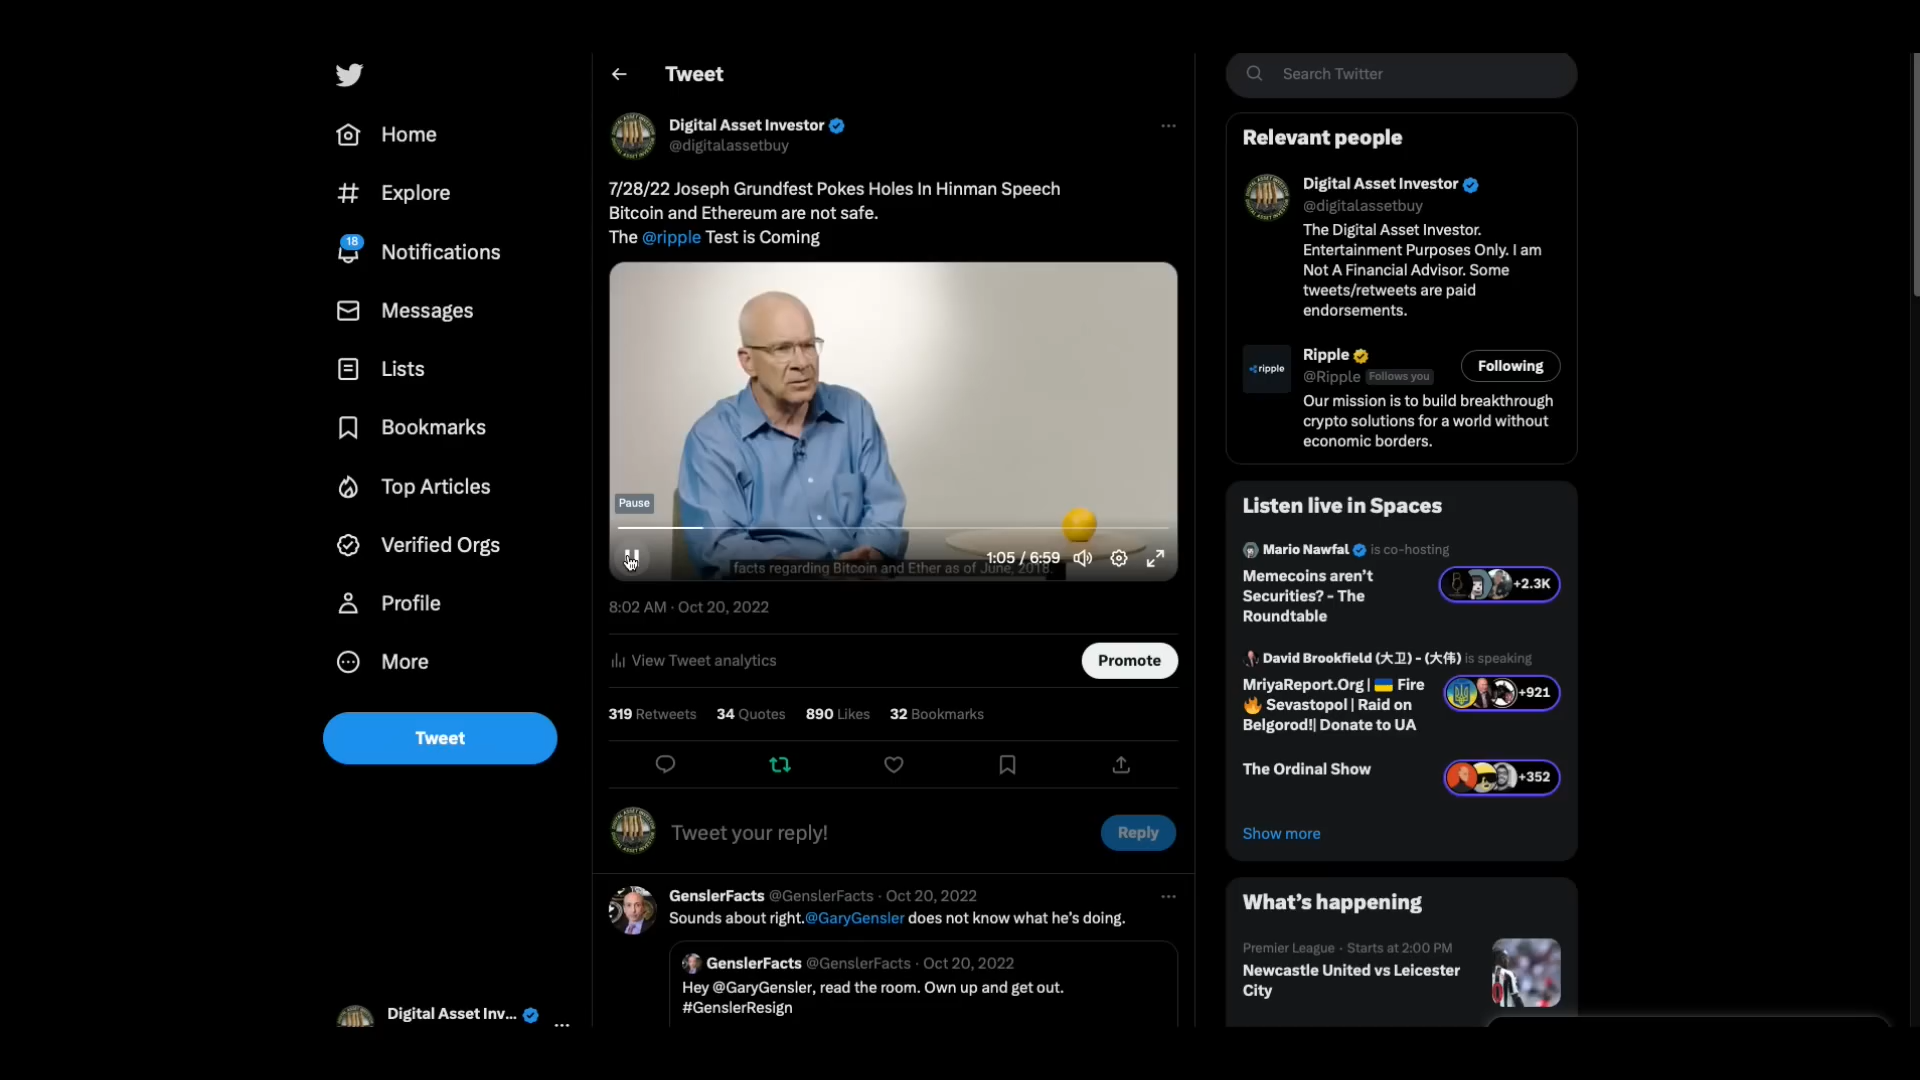 Home
Explore
18
Notifications
Messages
Lists
Bookmarks
Top Articles
Verified Orgs
Profile
More
Tweet
Digital Asset Inv...
Tweet
Digital Asset Investor
@digitalassetbuy
7/28/22 Joseph Grundfest Pokes Holes In Hinman Speech
Bitcoin and Ethereum are not safe.
The @ripple Test is Coming
Pause
1:05 / 6:59
facts regarding Bitcoin and Ether as of June, 2018.
8:02 AM · Oct 20, 2022
View Tweet analytics
Promote
319 Retweets 34 Quotes 890 Likes 32 Bookmarks
Tweet your reply!
Reply
GenslerFacts @GenslerFacts · Oct 20, 2022
Sounds about right.@GaryGensler does not know what he's doing.
GenslerFacts @GenslerFacts · Oct 20, 2022
Hey @GaryGensler, read the room. Own up and get out.
#GenslerResign
Search Twitter
Relevant people
Digital Asset Investor
@digitalassetbuy
The Digital Asset Investor.
Entertainment Purposes Only. I am
Not A Financial Advisor. Some
tweets/retweets are paid
endorsements.
ripple
Ripple
@Ripple Follows you
Following
Our mission is to build breakthrough
crypto solutions for a world without
economic borders.
Listen live in Spaces
Mario Nawfal is co-hosting
Memecoins aren't
Securities? - The
Roundtable
+2.3K
David Brookfield (大卫) - (大伟) is speaking
MriyaReport.Org | Fire
Sevastopol | Raid on
Belgorod!| Donate to UA
+921
The Ordinal Show
+352
Show more
What's happening
Premier League · Starts at 2:00 PM
Newcastle United vs Leicester
City